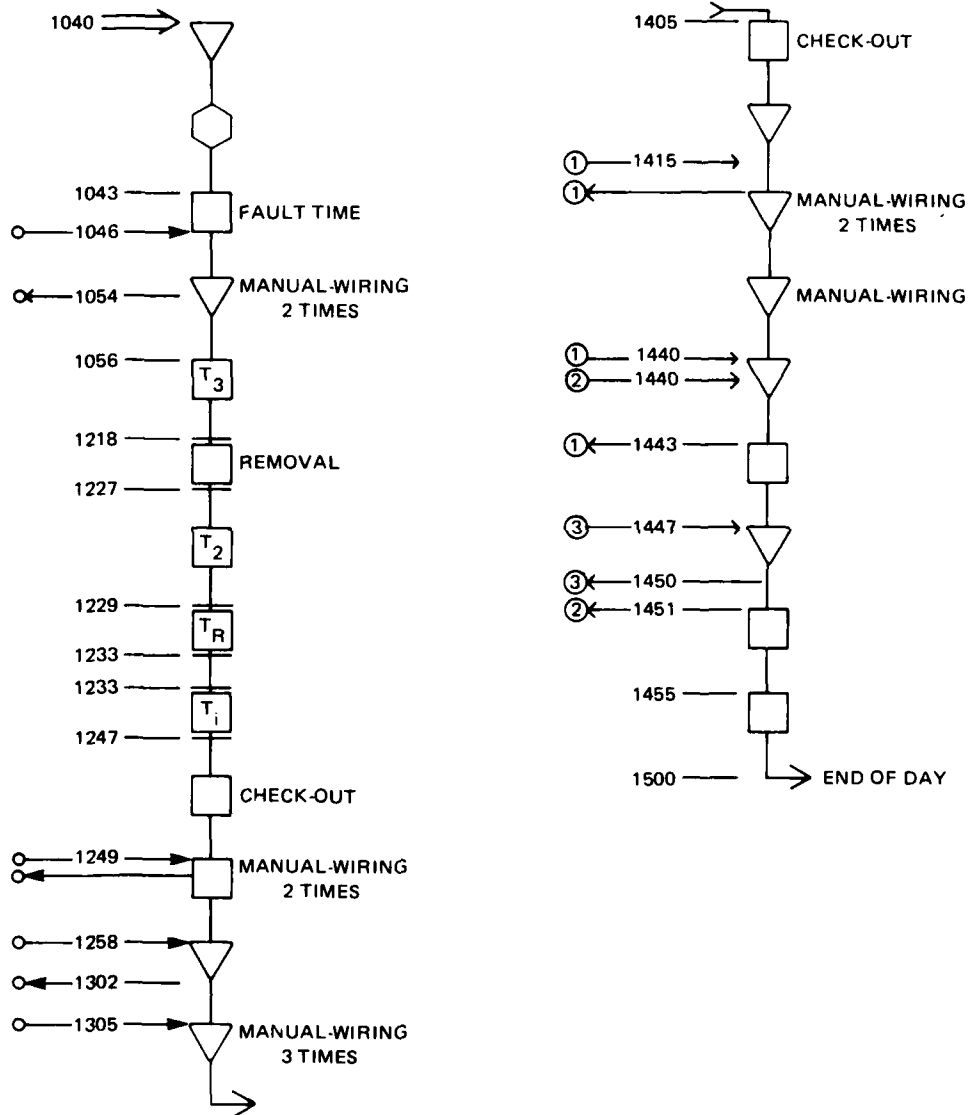 1040
1043
FAULT TIME
1046
1054
MANUAL-WIRING
2 TIMES
1056
T3
1218
REMOVAL
1227
T2
1229
TR
1233
1233
Ti
1247
CHECK-OUT
1249
MANUAL-WIRING
2 TIMES
1258
1302
1305
MANUAL-WIRING
3 TIMES
1405
CHECK-OUT
1 1415
1
MANUAL-WIRING
2 TIMES
MANUAL-WIRING
1 1440
2 1440
1 1443
3 1447
3 1450
2 1451
1455
1500
END OF DAY